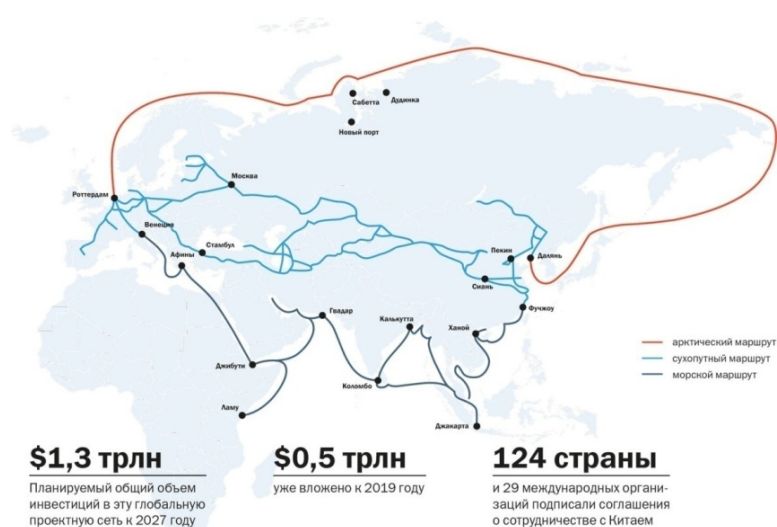 Сабетта
Дудинка
Новый порт
Москва
Роттердам
Венеция
Стамбул
Афины
Пекин
Далянь
Сиань
Фучжоу
Гвадар
Калькутта
Ханой
Джибути
Коломбо
Ламу
Джакарта
арктический маршрут
сухопутный маршрут
морской маршрут
$1,3 трлн
Планируемый общий объем
инвестиций в эту глобальную
проектную сеть к 2027 году
$0,5 трлн
уже вложено к 2019 году
124 страны
и 29 международных органи-
заций подписали соглашения
о сотрудничестве с Китаем